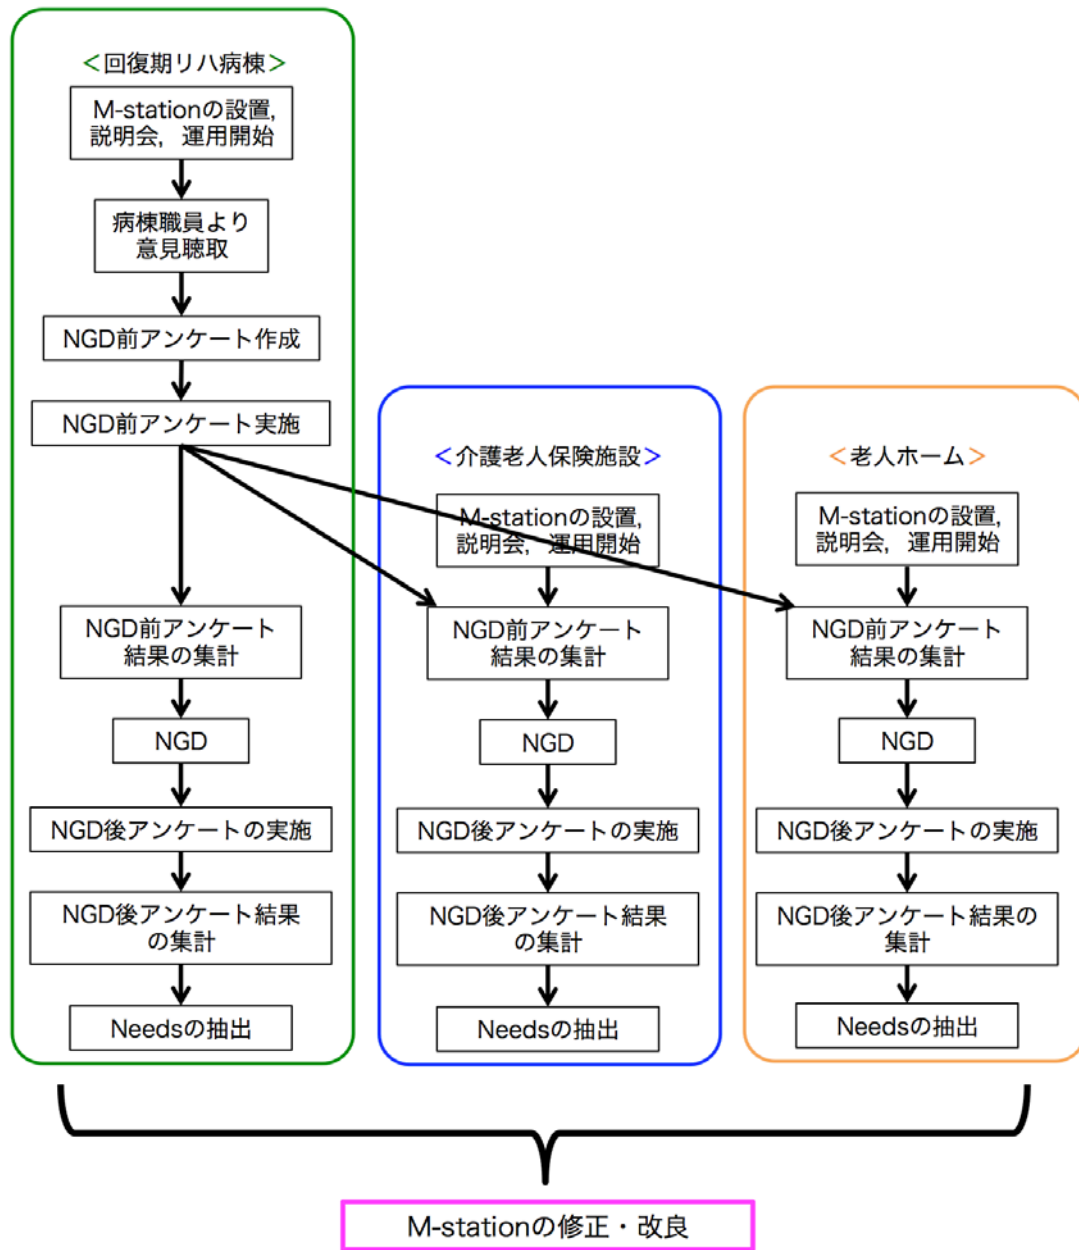 ＜回復期リハ病棟＞
M-stationの設置,
説明会，運用開始
病棟職員より
意見聴取
NGD前アンケート作成
NGD前アンケート実施
NGD前アンケート
結果の集計
NGD
NGD後アンケートの実施
NGD後アンケート結果
の集計
Needsの抽出
＜介護老人保険施設＞
M-stationの設置,
説明会，運用開始
NGD前アンケート
結果の集計
NGD
NGD後アンケートの実施
NGD後アンケート結果
の集計
Needsの抽出
＜老人ホーム＞
M-stationの設置,
説明会，運用開始
NGD前アンケート
結果の集計
NGD
NGD後アンケートの実施
NGD後アンケート結果の
集計
Needsの抽出
M-stationの修正・改良